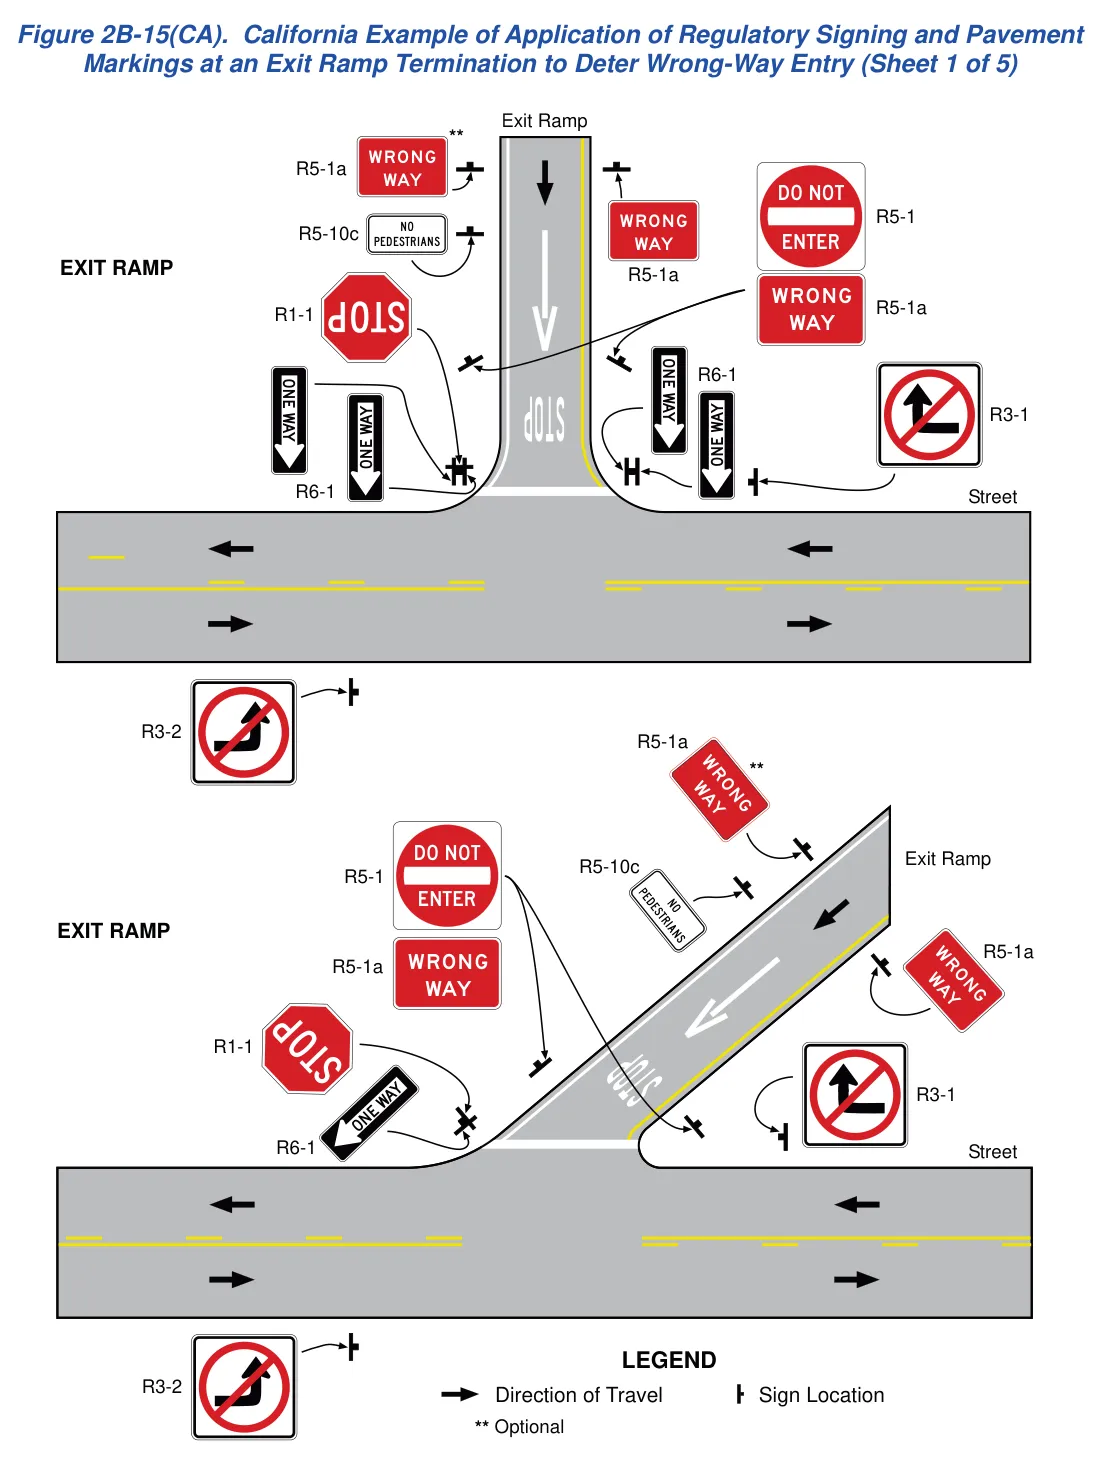 Figure 2B-15(CA).  California Example of Application of Regulatory Signing and Pavement
Markings at an Exit Ramp Termination to Deter Wrong-Way Entry (Sheet 1 of 5)
Exit Ramp
**
R5-1a
WRONG
WAY
R5-10c
NO
PEDESTRIANS
WRONG
WAY
R5-1a
DO NOT
ENTER
R5-1
WRONG
WAY
R5-1a
EXIT RAMP
R1-1
STOP
ONE WAY
ONE WAY
R6-1
STOP
ONE WAY
R6-1
ONE WAY
R3-1
Street
R3-2
R5-1a
WRONG
WAY
**
R5-10c
NO
PEDESTRIANS
Exit Ramp
EXIT RAMP
R5-1
DO NOT
ENTER
R5-1a
WRONG
WAY
WRONG
WAY
R5-1a
R1-1
STOP
STOP
ONE WAY
R6-1
R3-1
Street
R3-2
LEGEND
Direction of Travel
Sign Location
** Optional